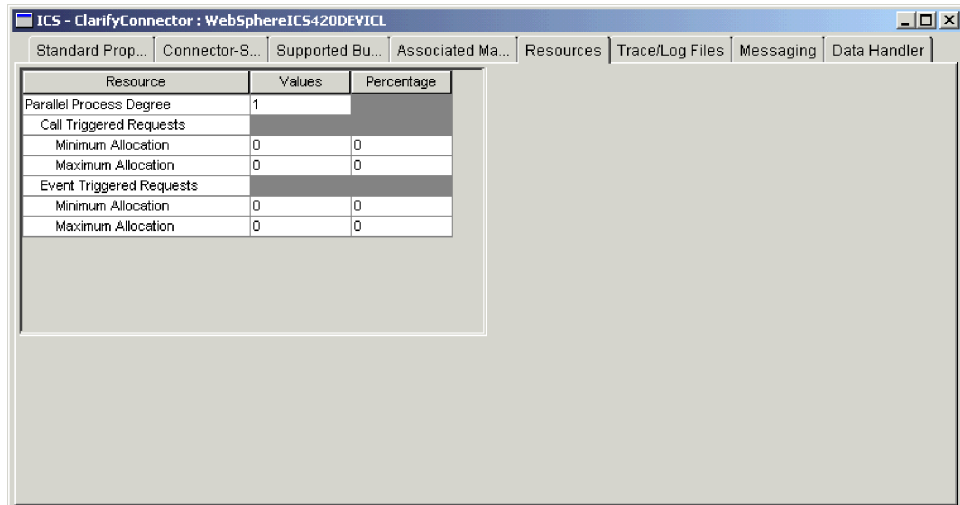 ICS - ClarifyConnector : WebSphereICS420DEVICL
Standard Prop... Connector-S... Supported Bu... Associated Ma... Resources Trace/Log Files Messaging Data Handler
Resource Values Percentage
Parallel Process Degree 1
Call Triggered Requests
Minimum Allocation 0 0
Maximum Allocation 0 0
Event Triggered Requests
Minimum Allocation 0 0
Maximum Allocation 0 0